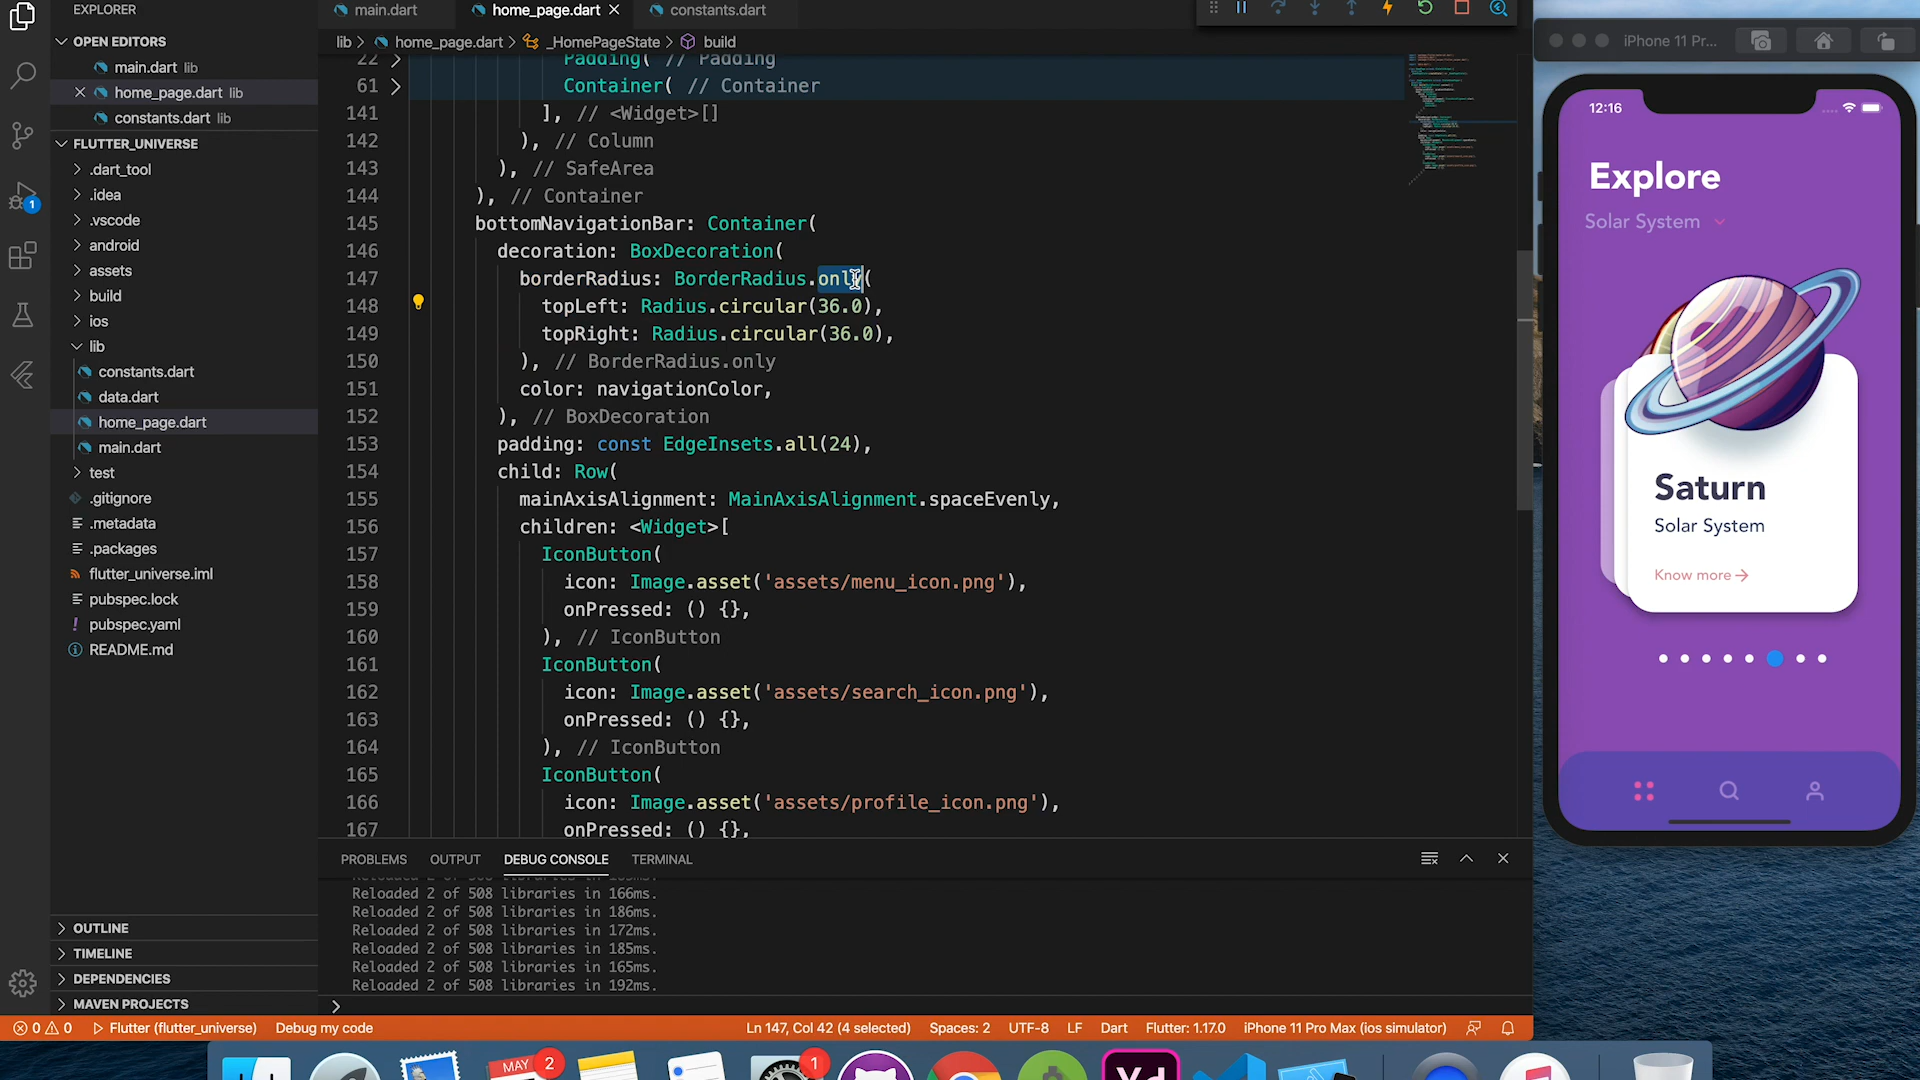 EXPLORER
OPEN EDITORS
main.dart lib
home_page.dart lib
constants.dart lib
FLUTTER_UNIVERSE
.dart_tool
.idea
.vscode
android
assets
build
ios
lib
constants.dart
data.dart
home_page.dart
main.dart
test
.gitignore
.metadata
.packages
flutter_universe.iml
pubspec.lock
pubspec.yaml
README.md
OUTLINE
TIMELINE
DEPENDENCIES
MAVEN PROJECTS
1
main.dart
home_page.dart
constants.dart
lib > home_page.dart > _HomePageState > build
22 Padding( // Padding
61 Container( // Container
141 ], // <Widget>[]
142 ), // Column
143 ), // SafeArea
144 ), // Container
145 bottomNavigationBar: Container(
146 decoration: BoxDecoration(
147 borderRadius: BorderRadius.only(
148 topLeft: Radius.circular(36.0),
149 topRight: Radius.circular(36.0),
150 ), // BorderRadius.only
151 color: navigationColor,
152 ), // BoxDecoration
153 padding: const EdgeInsets.all(24),
154 child: Row(
155 mainAxisAlignment: MainAxisAlignment.spaceEvenly,
156 children: <Widget>[
157 IconButton(
158 icon: Image.asset('assets/menu_icon.png'),
159 onPressed: () {},
160 ), // IconButton
161 IconButton(
162 icon: Image.asset('assets/search_icon.png'),
163 onPressed: () {},
164 ), // IconButton
165 IconButton(
166 icon: Image.asset('assets/profile_icon.png'),
167 onPressed: () {},
PROBLEMS OUTPUT DEBUG CONSOLE TERMINAL
Reloaded 2 of 508 libraries in 166ms.
Reloaded 2 of 508 libraries in 186ms.
Reloaded 2 of 508 libraries in 172ms.
Reloaded 2 of 508 libraries in 185ms.
Reloaded 2 of 508 libraries in 165ms.
Reloaded 2 of 508 libraries in 192ms.
0 0 Flutter (flutter_universe) Debug my code Ln 147, Col 42 (4 selected) Spaces: 2 UTF-8 LF Dart Flutter: 1.17.0 iPhone 11 Pro Max (ios simulator)
iPhone 11 Pr...
12:16
Explore
Solar System
Saturn
Solar System
Know more
MAY
2
1
Xd